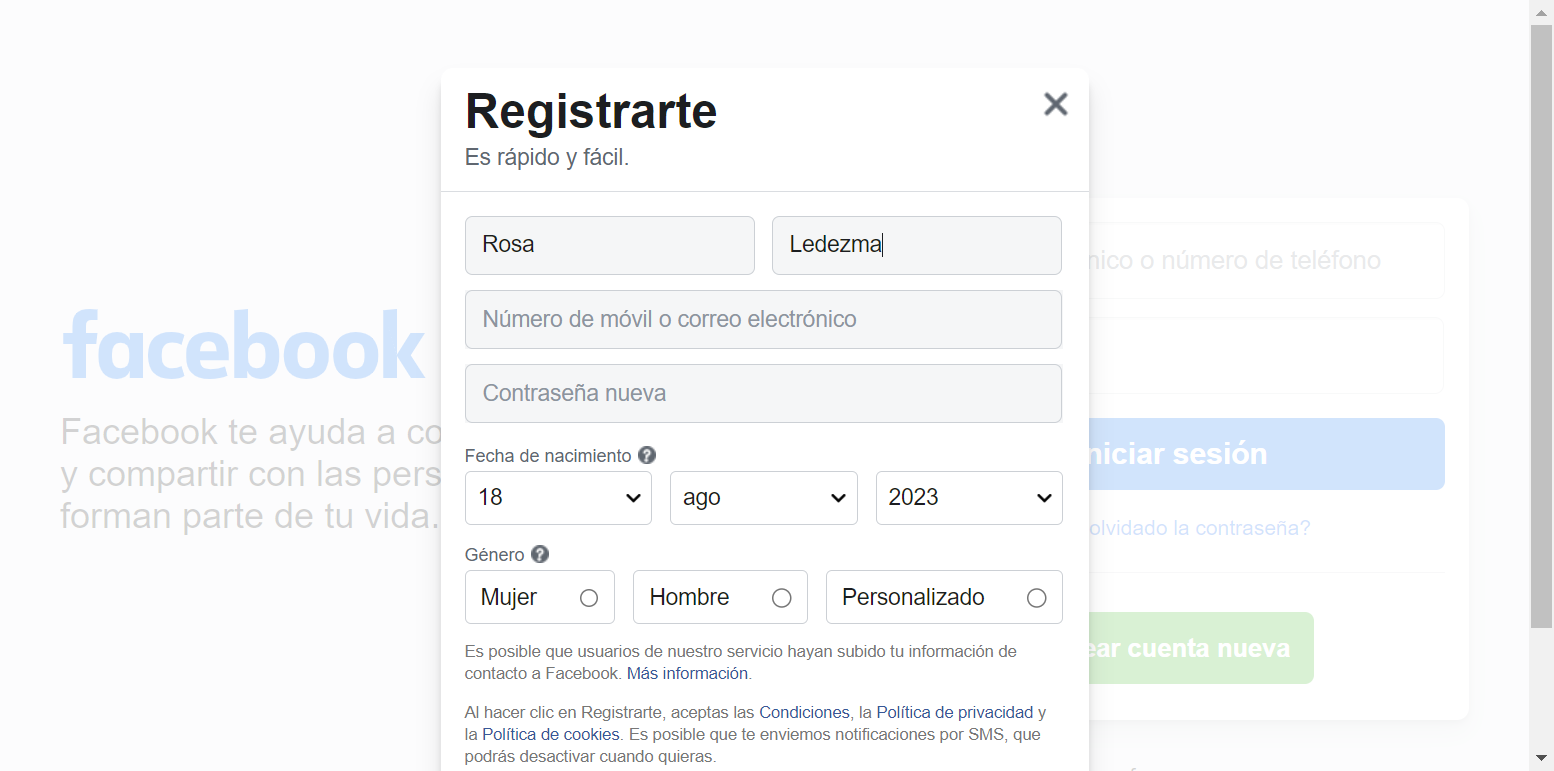 Registrarte
Es rápido y fácil.
Rosa
Ledezma
Número de móvil o correo electrónico
Contraseña nueva
Fecha de nacimiento
18
ago
2023
Género
Mujer
Hombre
Personalizado
Es posible que usuarios de nuestro servicio hayan subido tu información de
contacto a Facebook. Más información.
Al hacer clic en Registrarte, aceptas las Condiciones, la Política de privacidad y
la Política de cookies. Es posible que te enviemos notificaciones por SMS, que
podrás desactivar cuando quieras.
facebook
Facebook te ayuda a co
y compartir con las pers
forman parte de tu vida.
nico o número de teléfono
niciar sesión
olvidado la contraseña?
ear cuenta nueva